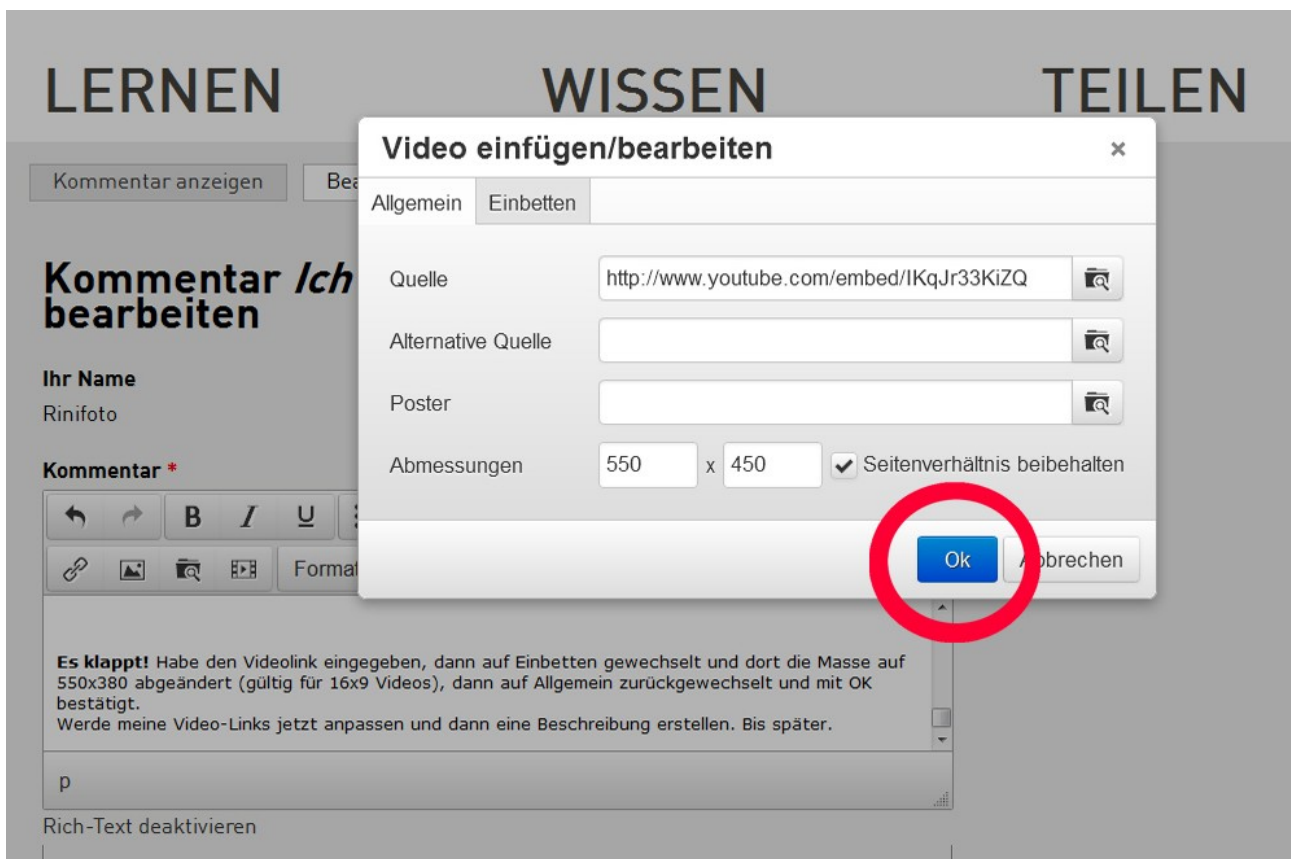 LERNEN WISSEN TEILEN
Video einfügen/bearbeiten ×
Kommentar anzeigen
Allgemein Einbetten
Quelle http://www.youtube.com/embed/IKqJr33KiZQ
Alternative Quelle
Poster
Abmessungen 550 x 450 Seitenverhältnis beibehalten
Ok Abbrechen
Kommentar Ich
bearbeiten
Ihr Name
Rinifoto
Kommentar *
B I U
Format
Es klappt! Habe den Videolink eingegeben, dann auf Einbetten gewechselt und dort die Masse auf
550x380 abgeändert (gültig für 16x9 Videos), dann auf Allgemein zurückgewechselt und mit OK
bestätigt.
Werde meine Video-Links jetzt anpassen und dann eine Beschreibung erstellen. Bis später.
p
Rich-Text deaktivieren